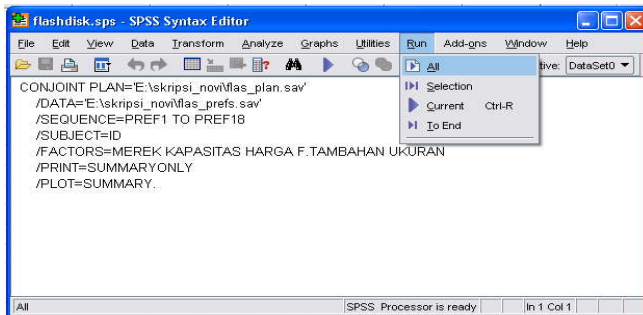 flashdisk.sps - SPSS Syntax Editor
File Edit View Data Transform Analyze Graphs Utilities Run Add-ons Window Help
All
tive: DataSet0
Selection
Current Ctrl-R
To End
CONJOINT PLAN='E:\skripsi_novi\flas_plan.sav'
/DATA='E:\skripsi_novi\flas_prefs.sav'
/SEQUENCE=PREF1 TO PREF18
/SUBJECT=ID
/FACTORS=MEREK KAPASITAS HARGA F.TAMBAHAN UKURAN
/PRINT=SUMMARYONLY
/PLOT=SUMMARY.
All SPSS Processor is ready In 1 Col 1